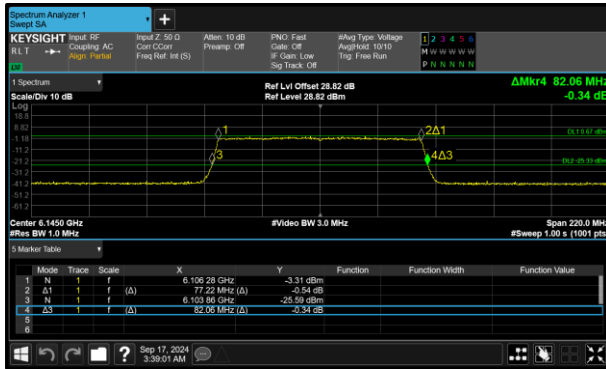 Spectrum Analyzer 1
Swept SA
KEYSIGHT Input: RF Input Z: 50 Ω Atten: 10 dB PNO: Fast #Avg Type: Voltage 1 2 3 4 5 6
RLT Coupling: AC Corr CCorr Preamp: Off Gate: Off Avg|Hold: 10/10 M W W W W W
Align: Partial Freq Ref: Int (S) IF Gain: Low Trig: Free Run
Sig Track: Off P N N N N N
1 Spectrum
Ref Lvl Offset 28.82 dB ΔMkr4 82.06 MHz
Scale/Div 10 dB Ref Level 28.82 dBm -0.34 dB
Log
18.8
8.82
-1.18
-11.2
-21.2
-31.2
-41.2
-51.2
-61.2
1
2Δ1
DL1 0.67 dBm
3
4Δ3
DL2 -25.33 dBm
Center 6.1450 GHz #Video BW 3.0 MHz Span 220.0 MHz
#Res BW 1.0 MHz #Sweep 1.00 s (1001 pts)
5 Marker Table
Mode Trace Scale X Y Function Function Width Function Value
1 N 1 f 6.106 28 GHz -3.31 dBm
2 Δ1 1 f (Δ) 77.22 MHz (Δ) -0.54 dB
3 N 1 f 6.103 86 GHz -25.59 dBm
4 Δ3 1 f (Δ) 82.06 MHz (Δ) -0.34 dB
5
6
Sep 17, 2024
3:39:01 AM